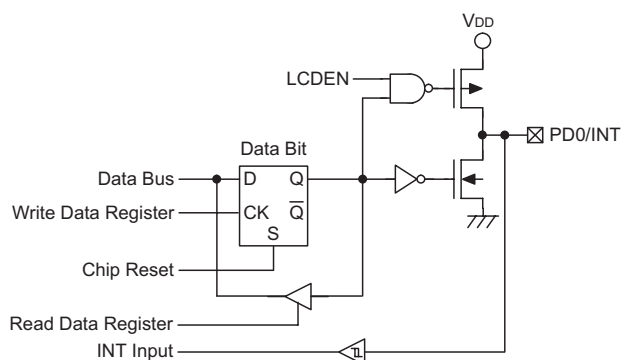 VDD
LCDEN
PD0/INT
Data Bit
Data Bus
D
Q
Write Data Register
CK
Q
S
Chip Reset
Read Data Register
INT Input